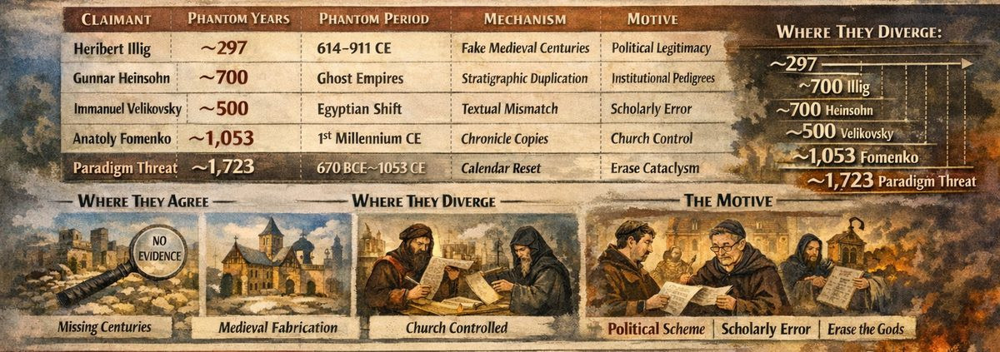 CLAIMANT PHANTOM YEARS PHANTOM PERIOD MECHANISM MOTIVE
Heribert Illig ~297 614–911 CE Fake Medieval Centuries Political Legitimacy
Gunnar Heinsohn ~700 Ghost Empires Stratigraphic Duplication Institutional Pedigrees
Immanuel Velikovsky ~500 Egyptian Shift Textual Mismatch Scholarly Error
Anatoly Fomenko ~1,053 1st Millennium CE Chronicle Copies Church Control
Paradigm Threat ~1,723 670 BCE~1053 CE Calendar Reset Erase Cataclysm
WHERE THEY DIVERGE:
~297
~700 Illig
~700 Heinsohn
~500 Velikovsky
~1,053 Fomenko
~1,723 Paradigm Threat
WHERE THEY AGREE
NO
EVIDENCE
Missing Centuries
Medieval Fabrication
WHERE THEY DIVERGE
Church Controlled
THE MOTIVE
Political Scheme | Scholarly Error | Erase the Gods